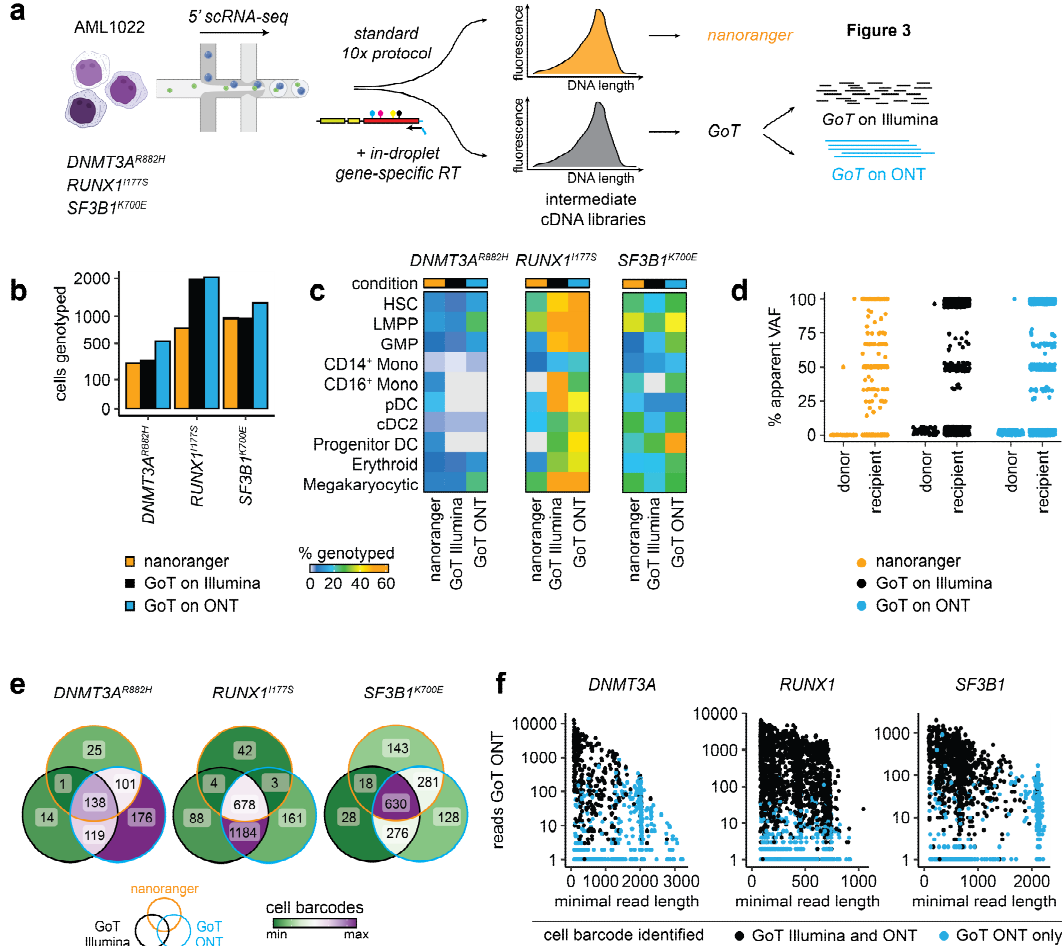 a
AML1022
5′ scRNA-seq
standard
10x protocol
+ in-droplet
gene-specific RT
DNMT3A^R882H
RUNX1^I177S
SF3B1^K700E
fluorescence
DNA length
fluorescence
DNA length
intermediate
cDNA libraries
nanoranger
GoT
Figure 3
GoT on Illumina
GoT on ONT
b
cells genotyped
2000
1000
500
100
0
DNMT3A^R882H
RUNX1^I177S
SF3B1^K700E
nanoranger
GoT on Illumina
GoT on ONT
c
DNMT3A^R882H RUNX1^I177S SF3B1^K700E
condition
HSC
LMPP
GMP
CD14⁺ Mono
CD16⁺ Mono
pDC
cDC2
Progenitor DC
Erythroid
Megakaryocytic
nanoranger
GoT Illumina
GoT ONT
nanoranger
GoT Illumina
GoT ONT
nanoranger
GoT Illumina
GoT ONT
% genotyped
0 20 40 60
d
% apparent VAF
100
75
50
25
0
donor
recipient
donor
recipient
donor
recipient
nanoranger
GoT on Illumina
GoT on ONT
e
DNMT3A^R882H
25
1
101
138
14
176
119
RUNX1^I177S
42
4
3
678
88
161
1184
SF3B1^K700E
143
18
281
630
28
128
276
nanoranger
GoT
Illumina
GoT
ONT
cell barcodes
min max
f
reads GoT ONT
DNMT3A
10000
1000
100
10
1
0 1000 2000 3000
minimal read length
RUNX1
10000
1000
100
10
1
0 500 1000
minimal read length
SF3B1
10000
1000
100
10
1
0 1000 2000
minimal read length
cell barcode identified
GoT Illumina and ONT
GoT ONT only